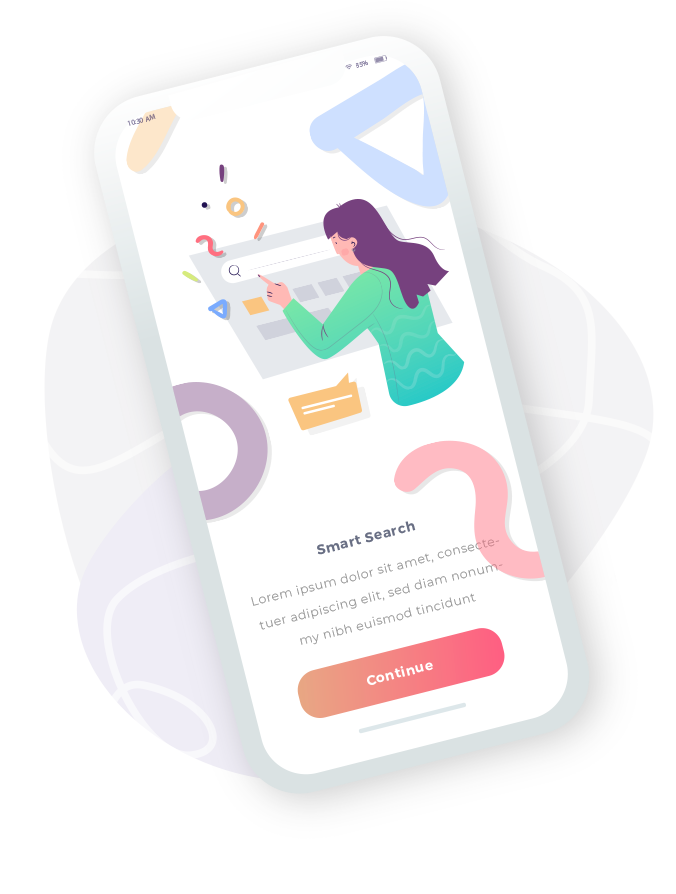 10:30 AM
55%
Smart Search
Lorem ipsum dolor sit amet, consecte-
tuer adipiscing elit, sed diam nonum-
my nibh euismod tincidunt
Continue